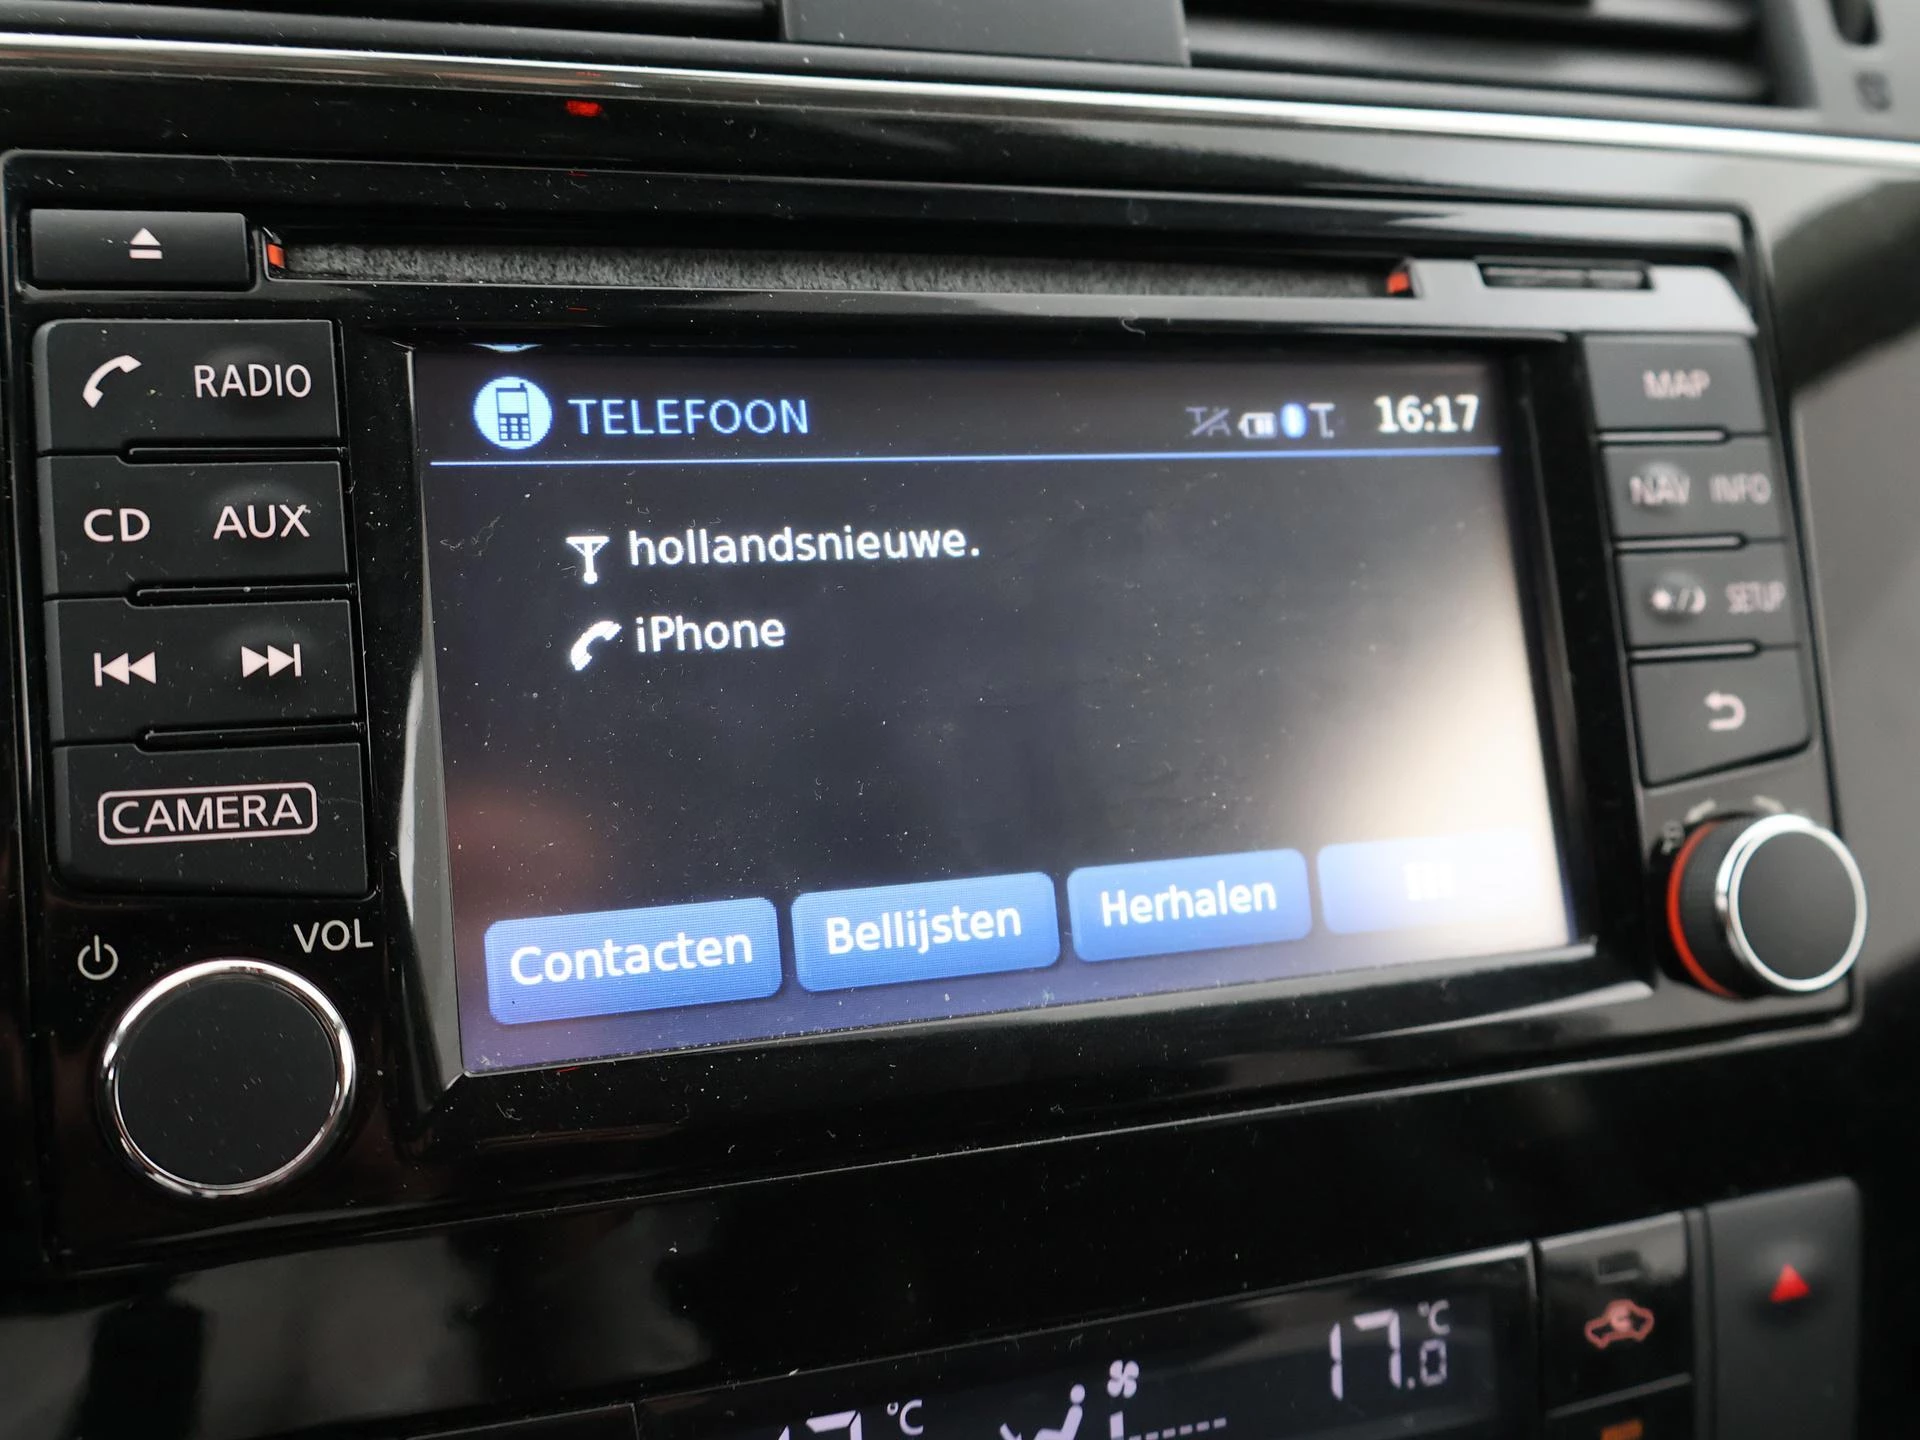 RADIO
CD AUX
CAMERA
VOL
TELEFOON
16:17
hollandsnieuwe.
iPhone
Contacten
Bellijsten
Herhalen
MAP
NAV INFO
SETUP
17.0 °C
°C